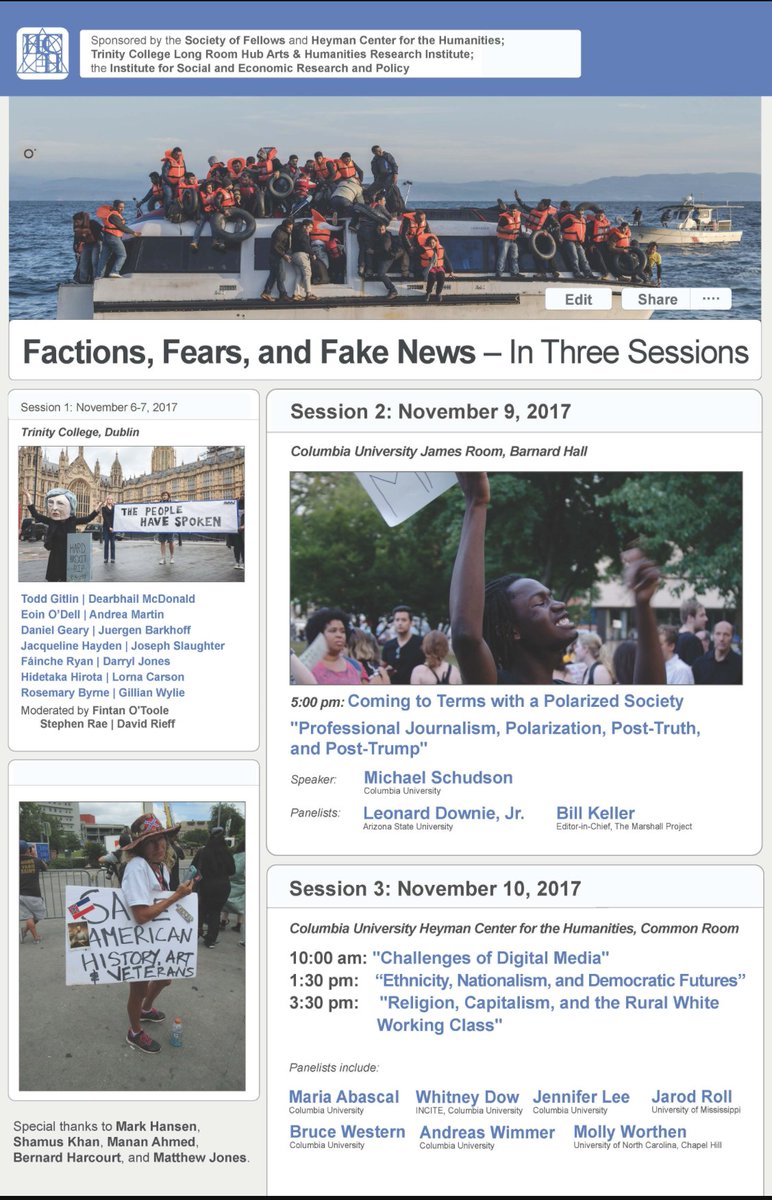 Sponsored by the Society of Fellows and Heyman Center for the Humanities;
Trinity College Long Room Hub Arts & Humanities Research Institute;
the Institute for Social and Economic Research and Policy
Edit
Share
....
Factions, Fears, and Fake News – In Three Sessions
Session 1: November 6-7, 2017
Trinity College, Dublin
THE PEOPLE
HAVE SPOKEN
HARD
BREXIT
R.I.P.
Todd Gitlin | Dearbhail McDonald
Eoin O'Dell | Andrea Martin
Daniel Geary | Juergen Barkhoff
Jacqueline Hayden | Joseph Slaughter
Fáinche Ryan | Darryl Jones
Hidetaka Hirota | Lorna Carson
Rosemary Byrne | Gillian Wylie
Moderated by Fintan O'Toole
Stephen Rae | David Rieff
SAVE
AMERICAN
HISTORY, ART
& VETERANS
Special thanks to Mark Hansen,
Shamus Khan, Manan Ahmed,
Bernard Harcourt, and Matthew Jones.
Session 2: November 9, 2017
Columbia University James Room, Barnard Hall
5:00 pm: Coming to Terms with a Polarized Society
"Professional Journalism, Polarization, Post-Truth,
and Post-Trump"
Speaker: Michael Schudson
Columbia University
Panelists: Leonard Downie, Jr. Bill Keller
Arizona State University Editor-in-Chief, The Marshall Project
Session 3: November 10, 2017
Columbia University Heyman Center for the Humanities, Common Room
10:00 am: "Challenges of Digital Media"
1:30 pm: “Ethnicity, Nationalism, and Democratic Futures”
3:30 pm: "Religion, Capitalism, and the Rural White
Working Class"
Panelists include:
Maria Abascal Whitney Dow Jennifer Lee Jarod Roll
Columbia University INCITE, Columbia University Columbia University University of Mississippi
Bruce Western Andreas Wimmer Molly Worthen
Columbia University Columbia University University of North Carolina, Chapel Hill